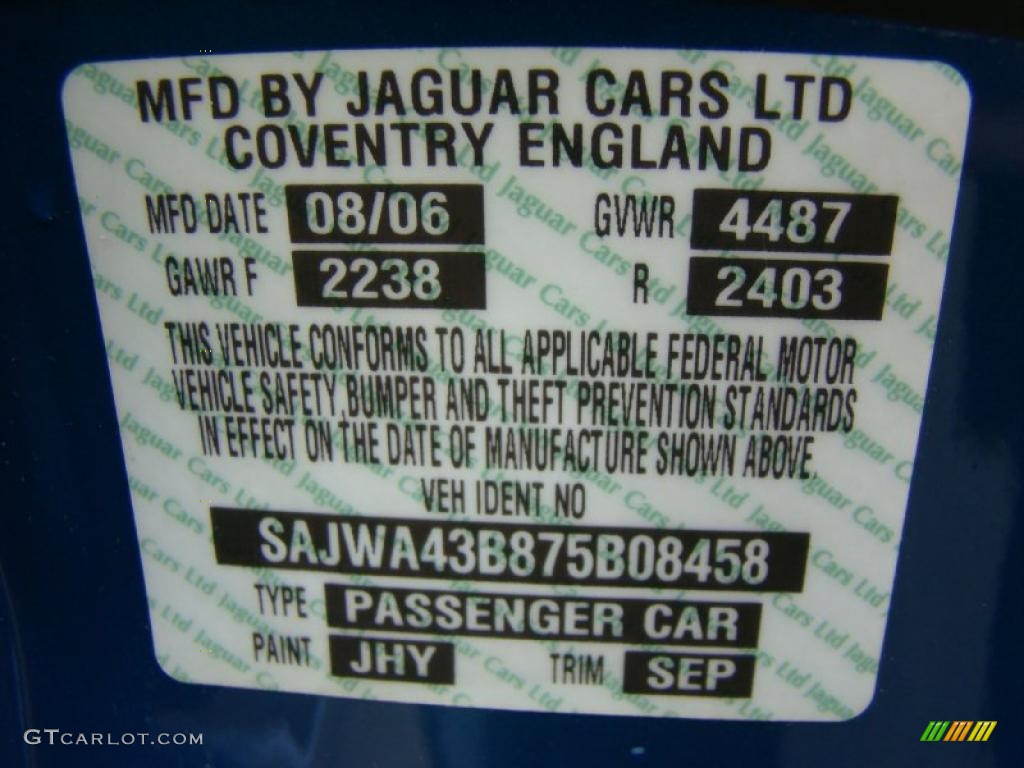 MFD BY JAGUAR CARS LTD
COVENTRY ENGLAND
MFD DATE 08/06 GVWR 4487
GAWR F 2238 R 2403
THIS VEHICLE CONFORMS TO ALL APPLICABLE FEDERAL MOTOR
VEHICLE SAFETY, BUMPER AND THEFT PREVENTION STANDARDS
IN EFFECT ON THE DATE OF MANUFACTURE SHOWN ABOVE.
VEH IDENT NO
SAJWA43B875B08458
TYPE PASSENGER CAR
PAINT JHY TRIM SEP
GTCARLOT.COM